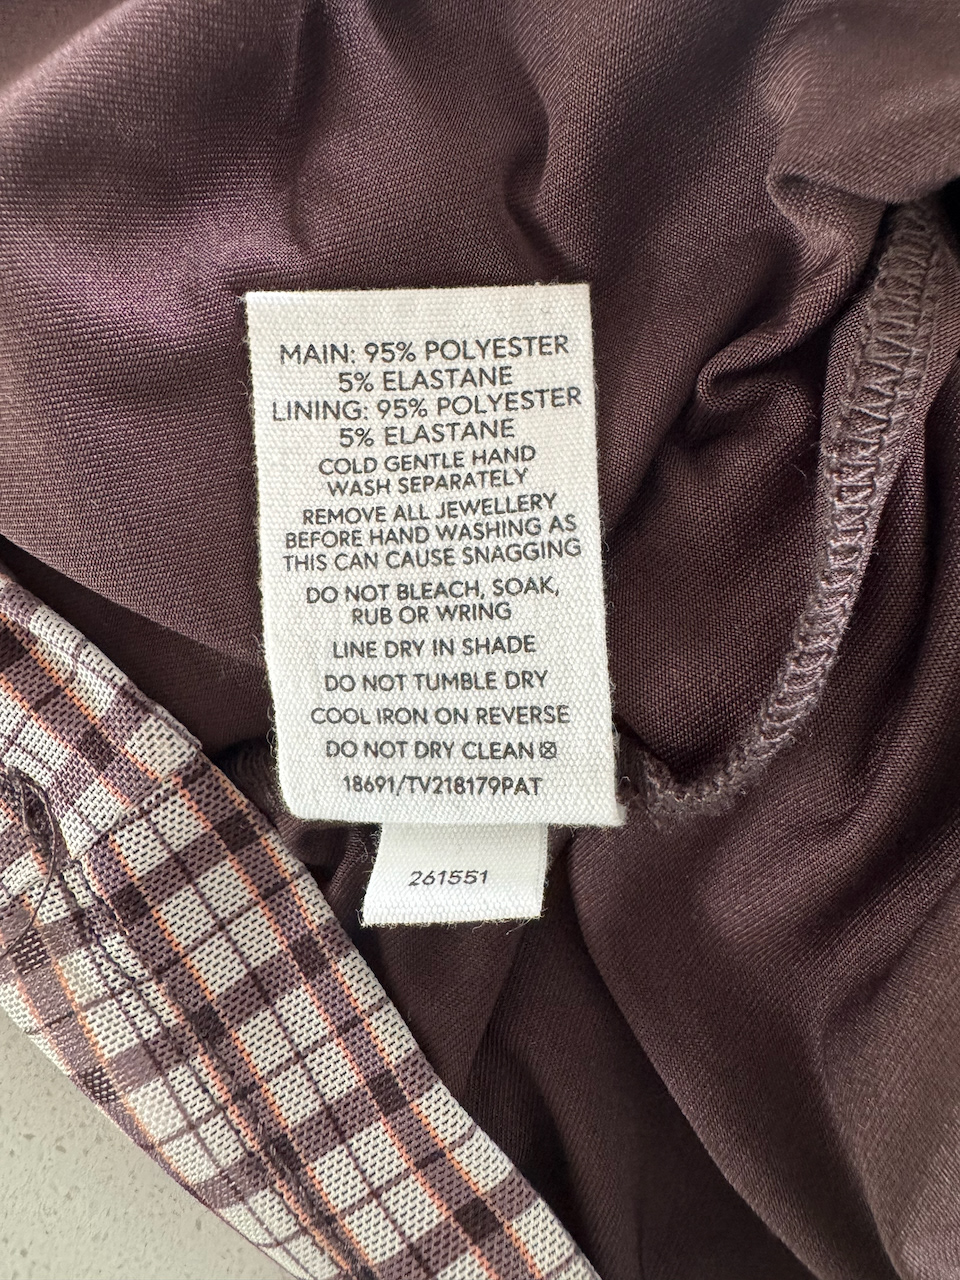 MAIN: 95% POLYESTER
5% ELASTANE
LINING: 95% POLYESTER
5% ELASTANE
COLD GENTLE HAND
WASH SEPARATELY
REMOVE ALL JEWELLERY
BEFORE HAND WASHING AS
THIS CAN CAUSE SNAGGING
DO NOT BLEACH, SOAK,
RUB OR WRING
LINE DRY IN SHADE
DO NOT TUMBLE DRY
COOL IRON ON REVERSE
DO NOT DRY CLEAN
18691/TV218179PAT
261551